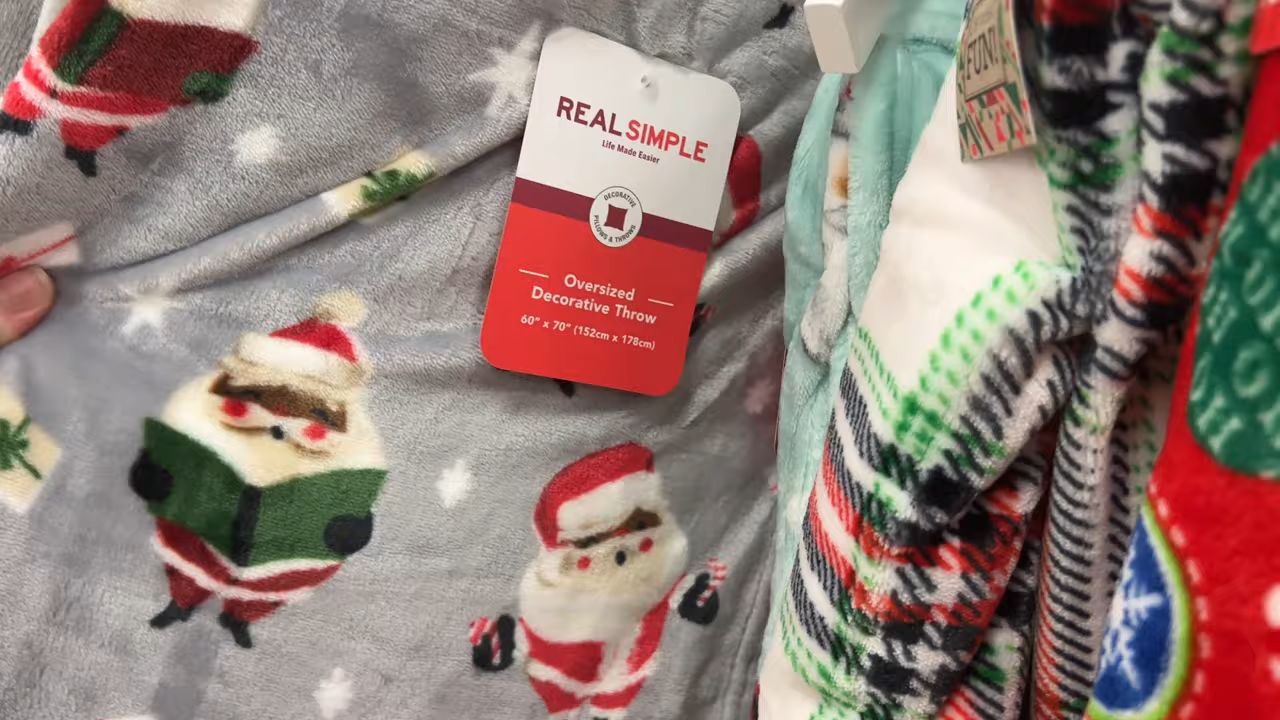 REAL SIMPLE
Life Made Easier
DECORATIVE
PILLOWS & THROWS
Oversized
Decorative Throw
60" x 70" (152cm x 178cm)
FUN!